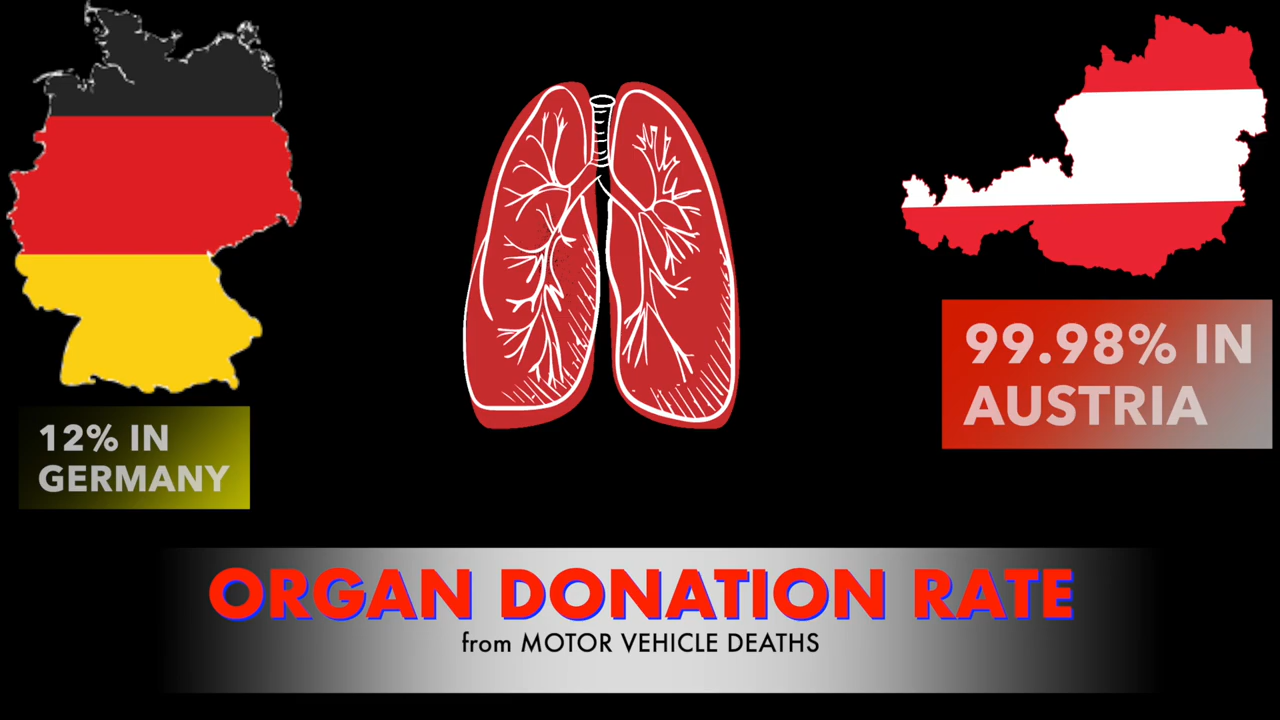 12% IN
GERMANY
99.98% IN
AUSTRIA
ORGAN DONATION RATE
from MOTOR VEHICLE DEATHS